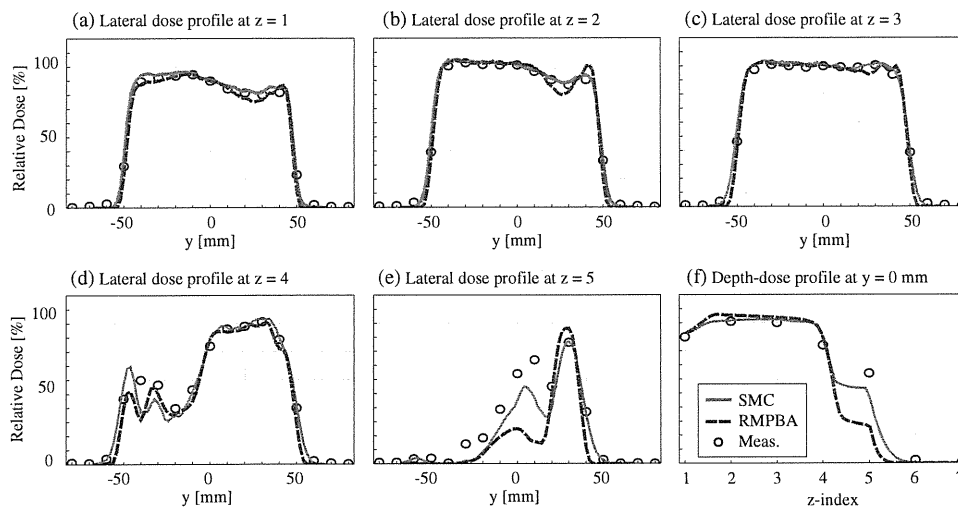 (a) Lateral dose profile at z = 1
(b) Lateral dose profile at z = 2
(c) Lateral dose profile at z = 3
Relative Dose [%]
100
50
0
-50 0 50
y [mm]
-50 0 50
y [mm]
-50 0 50
y [mm]
(d) Lateral dose profile at z = 4
(e) Lateral dose profile at z = 5
(f) Depth-dose profile at y = 0 mm
Relative Dose [%]
100
50
0
-50 0 50
y [mm]
-50 0 50
y [mm]
SMC
RMPBA
Meas.
1 2 3 4 5 6 7
z-index